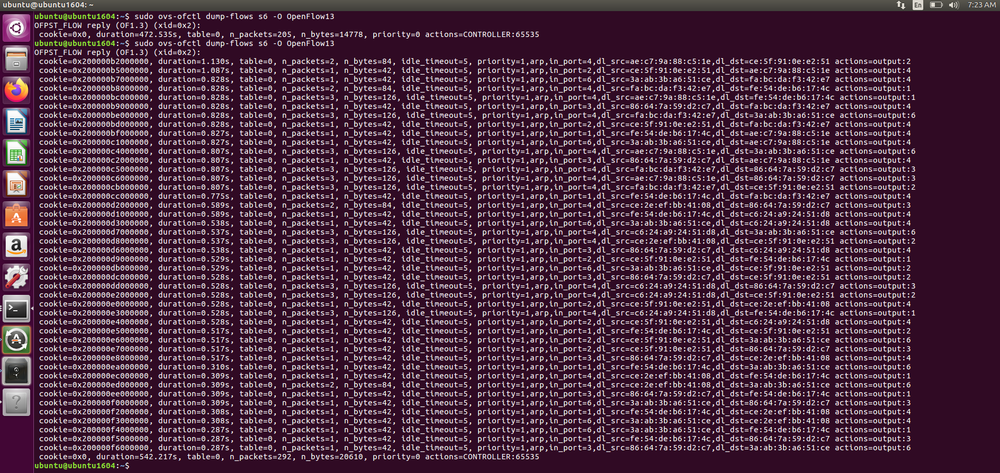 ubuntu@ubuntu1604: ~
En
7:23 AM
ubuntu@ubuntu1604:~$ sudo ovs-ofctl dump-flows s6 -O OpenFlow13
OFPST_FLOW reply (OF1.3) (xid=0x2):
cookie=0x0, duration=472.535s, table=0, n_packets=205, n_bytes=14778, priority=0 actions=CONTROLLER:65535
ubuntu@ubuntu1604:~$ sudo ovs-ofctl dump-flows s6 -O OpenFlow13
OFPST_FLOW reply (OF1.3) (xid=0x2):
cookie=0x200000b2000000, duration=1.130s, table=0, n_packets=2, n_bytes=84, idle_timeout=5, priority=1,arp,in_port=4,dl_src=ae:c7:9a:88:c5:1e,dl_dst=ce:5f:91:0e:e2:51 actions=output:2
cookie=0x200000b5000000, duration=1.087s, table=0, n_packets=1, n_bytes=42, idle_timeout=5, priority=1,arp,in_port=2,dl_src=ce:5f:91:0e:e2:51,dl_dst=ae:c7:9a:88:c5:1e actions=output:4
cookie=0x200000b7000000, duration=0.828s, table=0, n_packets=1, n_bytes=42, idle_timeout=5, priority=1,arp,in_port=6,dl_src=3a:ab:3b:a6:51:ce,dl_dst=fa:bc:da:f3:42:e7 actions=output:4
cookie=0x200000b8000000, duration=0.828s, table=0, n_packets=2, n_bytes=84, idle_timeout=5, priority=1,arp,in_port=4,dl_src=fa:bc:da:f3:42:e7,dl_dst=fe:54:de:b6:17:4c actions=output:1
cookie=0x200000bc000000, duration=0.828s, table=0, n_packets=3, n_bytes=126, idle_timeout=5, priority=1,arp,in_port=4,dl_src=ae:c7:9a:88:c5:1e,dl_dst=fe:54:de:b6:17:4c actions=output:1
cookie=0x200000b9000000, duration=0.828s, table=0, n_packets=1, n_bytes=42, idle_timeout=5, priority=1,arp,in_port=3,dl_src=86:64:7a:59:d2:c7,dl_dst=fa:bc:da:f3:42:e7 actions=output:4
cookie=0x200000be000000, duration=0.828s, table=0, n_packets=3, n_bytes=126, idle_timeout=5, priority=1,arp,in_port=4,dl_src=fa:bc:da:f3:42:e7,dl_dst=3a:ab:3b:a6:51:ce actions=output:6
cookie=0x200000bd000000, duration=0.828s, table=0, n_packets=1, n_bytes=42, idle_timeout=5, priority=1,arp,in_port=2,dl_src=ce:5f:91:0e:e2:51,dl_dst=fa:bc:da:f3:42:e7 actions=output:4
cookie=0x200000bf000000, duration=0.827s, table=0, n_packets=1, n_bytes=42, idle_timeout=5, priority=1,arp,in_port=1,dl_src=fe:54:de:b6:17:4c,dl_dst=ae:c7:9a:88:c5:1e actions=output:4
cookie=0x200000c1000000, duration=0.827s, table=0, n_packets=1, n_bytes=42, idle_timeout=5, priority=1,arp,in_port=6,dl_src=3a:ab:3b:a6:51:ce,dl_dst=ae:c7:9a:88:c5:1e actions=output:4
cookie=0x200000c4000000, duration=0.807s, table=0, n_packets=3, n_bytes=126, idle_timeout=5, priority=1,arp,in_port=4,dl_src=ae:c7:9a:88:c5:1e,dl_dst=3a:ab:3b:a6:51:ce actions=output:6
cookie=0x200000c2000000, duration=0.807s, table=0, n_packets=1, n_bytes=42, idle_timeout=5, priority=1,arp,in_port=3,dl_src=86:64:7a:59:d2:c7,dl_dst=ae:c7:9a:88:c5:1e actions=output:4
cookie=0x200000c5000000, duration=0.807s, table=0, n_packets=3, n_bytes=126, idle_timeout=5, priority=1,arp,in_port=4,dl_src=fa:bc:da:f3:42:e7,dl_dst=86:64:7a:59:d2:c7 actions=output:3
cookie=0x200000c6000000, duration=0.807s, table=0, n_packets=3, n_bytes=126, idle_timeout=5, priority=1,arp,in_port=4,dl_src=ae:c7:9a:88:c5:1e,dl_dst=86:64:7a:59:d2:c7 actions=output:3
cookie=0x200000cb000000, duration=0.807s, table=0, n_packets=3, n_bytes=126, idle_timeout=5, priority=1,arp,in_port=4,dl_src=fa:bc:da:f3:42:e7,dl_dst=ce:5f:91:0e:e2:51 actions=output:2
cookie=0x200000cc000000, duration=0.775s, table=0, n_packets=1, n_bytes=42, idle_timeout=5, priority=1,arp,in_port=1,dl_src=fe:54:de:b6:17:4c,dl_dst=fa:bc:da:f3:42:e7 actions=output:4
cookie=0x200000d2000000, duration=0.589s, table=0, n_packets=2, n_bytes=84, idle_timeout=5, priority=1,arp,in_port=4,dl_src=ce:2e:ef:bb:41:08,dl_dst=86:64:7a:59:d2:c7 actions=output:3
cookie=0x200000d1000000, duration=0.589s, table=0, n_packets=1, n_bytes=42, idle_timeout=5, priority=1,arp,in_port=1,dl_src=fe:54:de:b6:17:4c,dl_dst=c6:24:a9:24:51:d8 actions=output:4
cookie=0x200000d3000000, duration=0.538s, table=0, n_packets=1, n_bytes=42, idle_timeout=5, priority=1,arp,in_port=6,dl_src=3a:ab:3b:a6:51:ce,dl_dst=c6:24:a9:24:51:d8 actions=output:4
cookie=0x200000d7000000, duration=0.537s, table=0, n_packets=3, n_bytes=126, idle_timeout=5, priority=1,arp,in_port=4,dl_src=c6:24:a9:24:51:d8,dl_dst=3a:ab:3b:a6:51:ce actions=output:6
cookie=0x200000d8000000, duration=0.537s, table=0, n_packets=3, n_bytes=126, idle_timeout=5, priority=1,arp,in_port=4,dl_src=ce:2e:ef:bb:41:08,dl_dst=ce:5f:91:0e:e2:51 actions=output:2
cookie=0x200000d6000000, duration=0.538s, table=0, n_packets=1, n_bytes=42, idle_timeout=5, priority=1,arp,in_port=3,dl_src=86:64:7a:59:d2:c7,dl_dst=c6:24:a9:24:51:d8 actions=output:4
cookie=0x200000d9000000, duration=0.529s, table=0, n_packets=1, n_bytes=42, idle_timeout=5, priority=1,arp,in_port=2,dl_src=ce:5f:91:0e:e2:51,dl_dst=fe:54:de:b6:17:4c actions=output:1
cookie=0x200000db000000, duration=0.529s, table=0, n_packets=1, n_bytes=42, idle_timeout=5, priority=1,arp,in_port=6,dl_src=3a:ab:3b:a6:51:ce,dl_dst=ce:5f:91:0e:e2:51 actions=output:2
cookie=0x200000dc000000, duration=0.528s, table=0, n_packets=1, n_bytes=42, idle_timeout=5, priority=1,arp,in_port=3,dl_src=86:64:7a:59:d2:c7,dl_dst=ce:5f:91:0e:e2:51 actions=output:2
cookie=0x200000dd000000, duration=0.528s, table=0, n_packets=3, n_bytes=126, idle_timeout=5, priority=1,arp,in_port=4,dl_src=c6:24:a9:24:51:d8,dl_dst=86:64:7a:59:d2:c7 actions=output:3
cookie=0x200000e2000000, duration=0.528s, table=0, n_packets=3, n_bytes=126, idle_timeout=5, priority=1,arp,in_port=4,dl_src=c6:24:a9:24:51:d8,dl_dst=ce:5f:91:0e:e2:51 actions=output:2
cookie=0x200000e0000000, duration=0.528s, table=0, n_packets=1, n_bytes=42, idle_timeout=5, priority=1,arp,in_port=2,dl_src=ce:5f:91:0e:e2:51,dl_dst=ce:2e:ef:bb:41:08 actions=output:4
cookie=0x200000e3000000, duration=0.528s, table=0, n_packets=3, n_bytes=126, idle_timeout=5, priority=1,arp,in_port=4,dl_src=c6:24:a9:24:51:d8,dl_dst=fe:54:de:b6:17:4c actions=output:1
cookie=0x200000e4000000, duration=0.528s, table=0, n_packets=1, n_bytes=42, idle_timeout=5, priority=1,arp,in_port=2,dl_src=ce:5f:91:0e:e2:51,dl_dst=c6:24:a9:24:51:d8 actions=output:4
cookie=0x200000e5000000, duration=0.517s, table=0, n_packets=1, n_bytes=42, idle_timeout=5, priority=1,arp,in_port=1,dl_src=fe:54:de:b6:17:4c,dl_dst=ce:5f:91:0e:e2:51 actions=output:2
cookie=0x200000e6000000, duration=0.517s, table=0, n_packets=1, n_bytes=42, idle_timeout=5, priority=1,arp,in_port=2,dl_src=ce:5f:91:0e:e2:51,dl_dst=3a:ab:3b:a6:51:ce actions=output:6
cookie=0x200000e7000000, duration=0.517s, table=0, n_packets=1, n_bytes=42, idle_timeout=5, priority=1,arp,in_port=2,dl_src=ce:5f:91:0e:e2:51,dl_dst=86:64:7a:59:d2:c7 actions=output:3
cookie=0x200000e8000000, duration=0.517s, table=0, n_packets=1, n_bytes=42, idle_timeout=5, priority=1,arp,in_port=3,dl_src=86:64:7a:59:d2:c7,dl_dst=ce:2e:ef:bb:41:08 actions=output:4
cookie=0x200000ea000000, duration=0.310s, table=0, n_packets=1, n_bytes=42, idle_timeout=5, priority=1,arp,in_port=1,dl_src=fe:54:de:b6:17:4c,dl_dst=3a:ab:3b:a6:51:ce actions=output:6
cookie=0x200000ec000000, duration=0.309s, table=0, n_packets=1, n_bytes=42, idle_timeout=5, priority=1,arp,in_port=4,dl_src=ce:2e:ef:bb:41:08,dl_dst=fe:54:de:b6:17:4c actions=output:1
cookie=0x200000ed000000, duration=0.309s, table=0, n_packets=2, n_bytes=84, idle_timeout=5, priority=1,arp,in_port=4,dl_src=ce:2e:ef:bb:41:08,dl_dst=3a:ab:3b:a6:51:ce actions=output:6
cookie=0x200000ee000000, duration=0.309s, table=0, n_packets=1, n_bytes=42, idle_timeout=5, priority=1,arp,in_port=3,dl_src=86:64:7a:59:d2:c7,dl_dst=fe:54:de:b6:17:4c actions=output:1
cookie=0x200000f0000000, duration=0.309s, table=0, n_packets=1, n_bytes=42, idle_timeout=5, priority=1,arp,in_port=6,dl_src=3a:ab:3b:a6:51:ce,dl_dst=86:64:7a:59:d2:c7 actions=output:3
cookie=0x200000f2000000, duration=0.308s, table=0, n_packets=1, n_bytes=42, idle_timeout=5, priority=1,arp,in_port=1,dl_src=fe:54:de:b6:17:4c,dl_dst=ce:2e:ef:bb:41:08 actions=output:4
cookie=0x200000f3000000, duration=0.308s, table=0, n_packets=1, n_bytes=42, idle_timeout=5, priority=1,arp,in_port=6,dl_src=3a:ab:3b:a6:51:ce,dl_dst=ce:2e:ef:bb:41:08 actions=output:4
cookie=0x200000f4000000, duration=0.287s, table=0, n_packets=1, n_bytes=42, idle_timeout=5, priority=1,arp,in_port=6,dl_src=3a:ab:3b:a6:51:ce,dl_dst=fe:54:de:b6:17:4c actions=output:1
cookie=0x200000f5000000, duration=0.287s, table=0, n_packets=1, n_bytes=42, idle_timeout=5, priority=1,arp,in_port=1,dl_src=fe:54:de:b6:17:4c,dl_dst=86:64:7a:59:d2:c7 actions=output:3
cookie=0x200000f6000000, duration=0.287s, table=0, n_packets=1, n_bytes=42, idle_timeout=5, priority=1,arp,in_port=3,dl_src=86:64:7a:59:d2:c7,dl_dst=3a:ab:3b:a6:51:ce actions=output:6
cookie=0x0, duration=542.217s, table=0, n_packets=292, n_bytes=20610, priority=0 actions=CONTROLLER:65535
ubuntu@ubuntu1604:~$